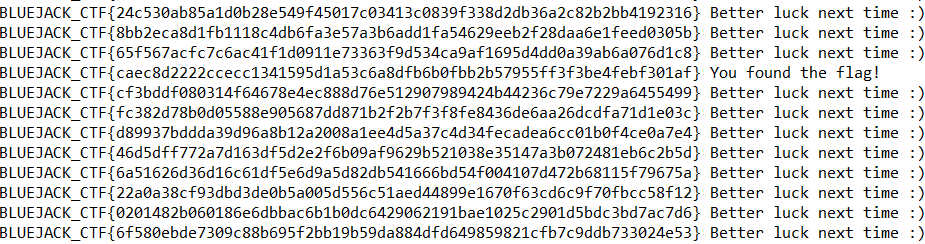 BLUEJACK_CTF{24c530ab85a1d0b28e549f45017c03413c0839f338d2db36a2c82b2bb4192316} Better luck next time :)
BLUEJACK_CTF{8bb2eca8d1fb1118c4db6fa3e57a3b6add1fa54629eeb2f28daa6e1feed0305b} Better luck next time :)
BLUEJACK_CTF{65f567acfc7c6ac41f1d0911e73363f9d534ca9af1695d4dd0a39ab6a076d1c8} Better luck next time :)
BLUEJACK_CTF{caec8d2222ccecc1341595d1a53c6a8dfb6b0fbb2b57955ff3f3be4febf301af} You found the flag!
BLUEJACK_CTF{cf3bddf080314f64678e4ec888d76e512907989424b44236c79e7229a6455499} Better luck next time :)
BLUEJACK_CTF{fc382d78b0d05588e905687dd871b2f2b7f3f8fe8436de6aa26dcdfa71d1e03c} Better luck next time :)
BLUEJACK_CTF{d89937bddda39d96a8b12a2008a1ee4d5a37c4d34fecadea6cc01b0f4ce0a7e4} Better luck next time :)
BLUEJACK_CTF{46d5dff772a7d163df5d2e2f6b09af9629b521038e35147a3b072481eb6c2b5d} Better luck next time :)
BLUEJACK_CTF{6a51626d36d16c61df5e6d9a5d82db541666bd54f004107d472b68115f79675a} Better luck next time :)
BLUEJACK_CTF{22a0a38cf93dbd3de0b5a005d556c51aed44899e1670f63cd6c9f70fbcc58f12} Better luck next time :)
BLUEJACK_CTF{0201482b060186e6dbbac6b1b0dc6429062191bae1025c2901d5bdc3bd7ac7d6} Better luck next time :)
BLUEJACK_CTF{6f580ebde7309c88b695f2bb19b59da884dfd649859821cfb7c9ddb733024e53} Better luck next time :)